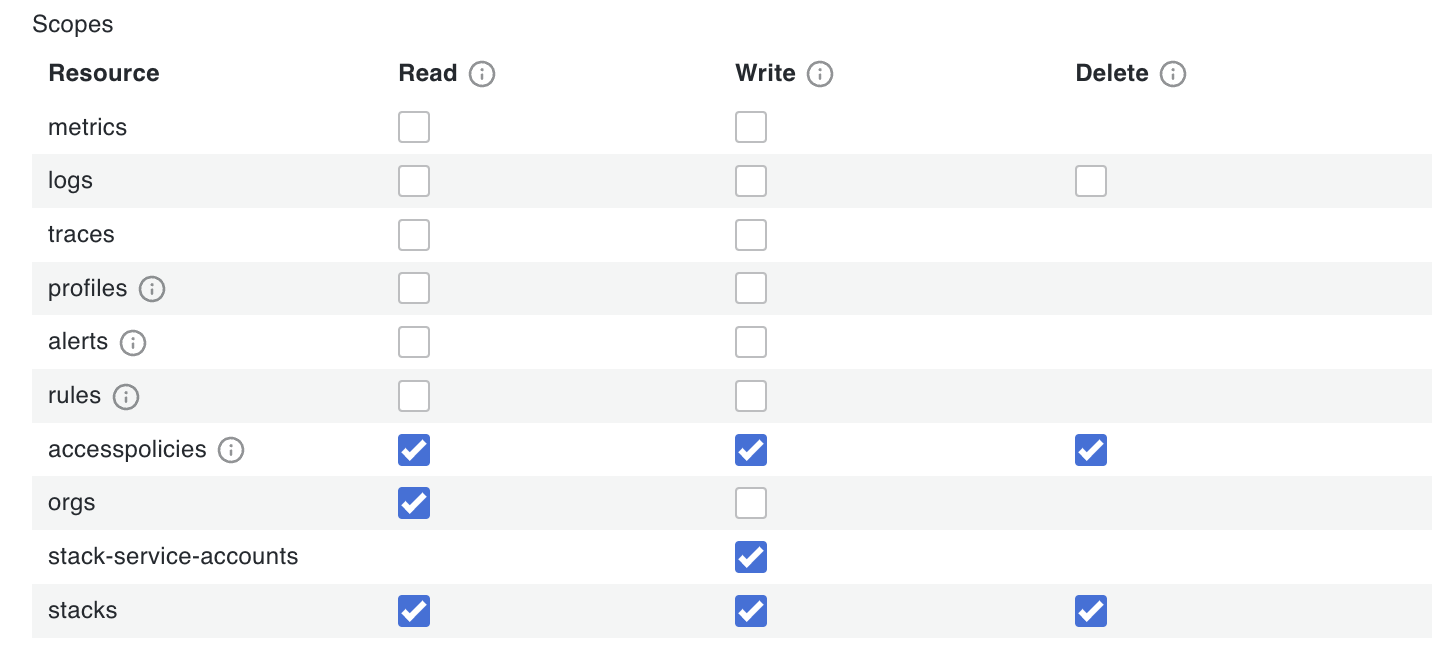 Scopes
Resource Read Write Delete
metrics
logs
traces
profiles
alerts
rules
accesspolicies
orgs
stack-service-accounts
stacks